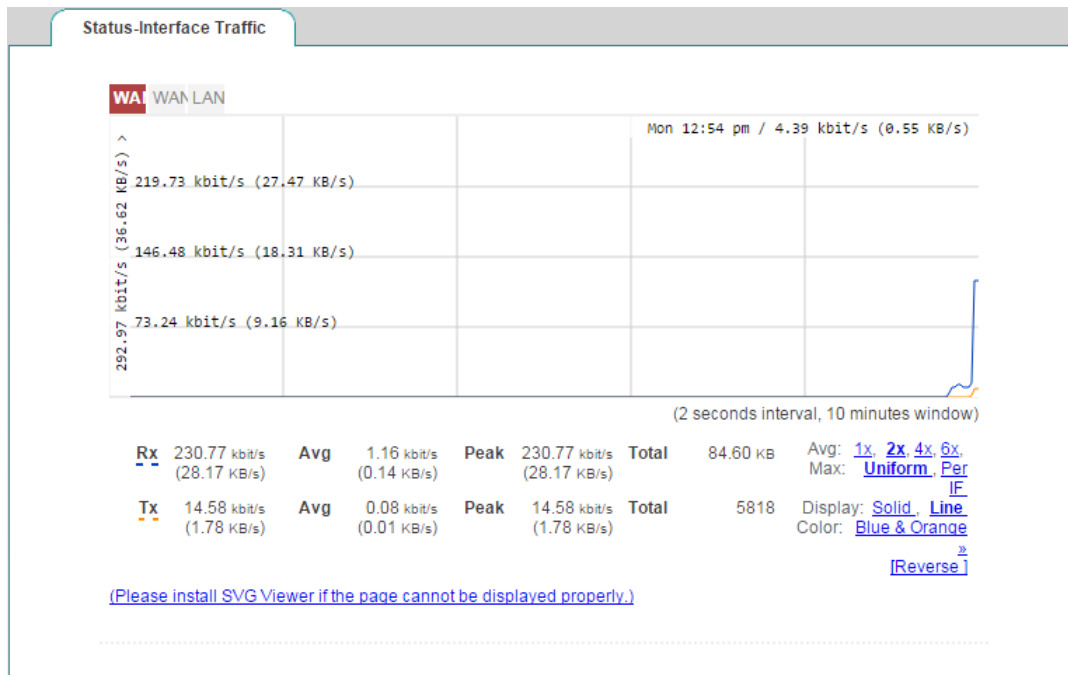 Status-Interface Traffic
WAN LAN
Mon 12:54 pm / 4.39 kbit/s (0.55 KB/s)
292.97 kbit/s (36.62 KB/s) >
219.73 kbit/s (27.47 KB/s)
146.48 kbit/s (18.31 KB/s)
73.24 kbit/s (9.16 KB/s)
(2 seconds interval, 10 minutes window)
Rx 230.77 kbit/s Avg 1.16 kbit/s Peak 230.77 kbit/s Total 84.60 KB Avg: 1x, 2x, 4x, 6x,
(28.17 KB/s) (0.14 KB/s) (28.17 KB/s) Max: Uniform , Per
IF
Tx 14.58 kbit/s Avg 0.08 kbit/s Peak 14.58 kbit/s Total 5818 Display: Solid , Line
(1.78 KB/s) (0.01 KB/s) (1.78 KB/s) Color: Blue & Orange
»
[Reverse ]
(Please install SVG Viewer if the page cannot be displayed properly.)